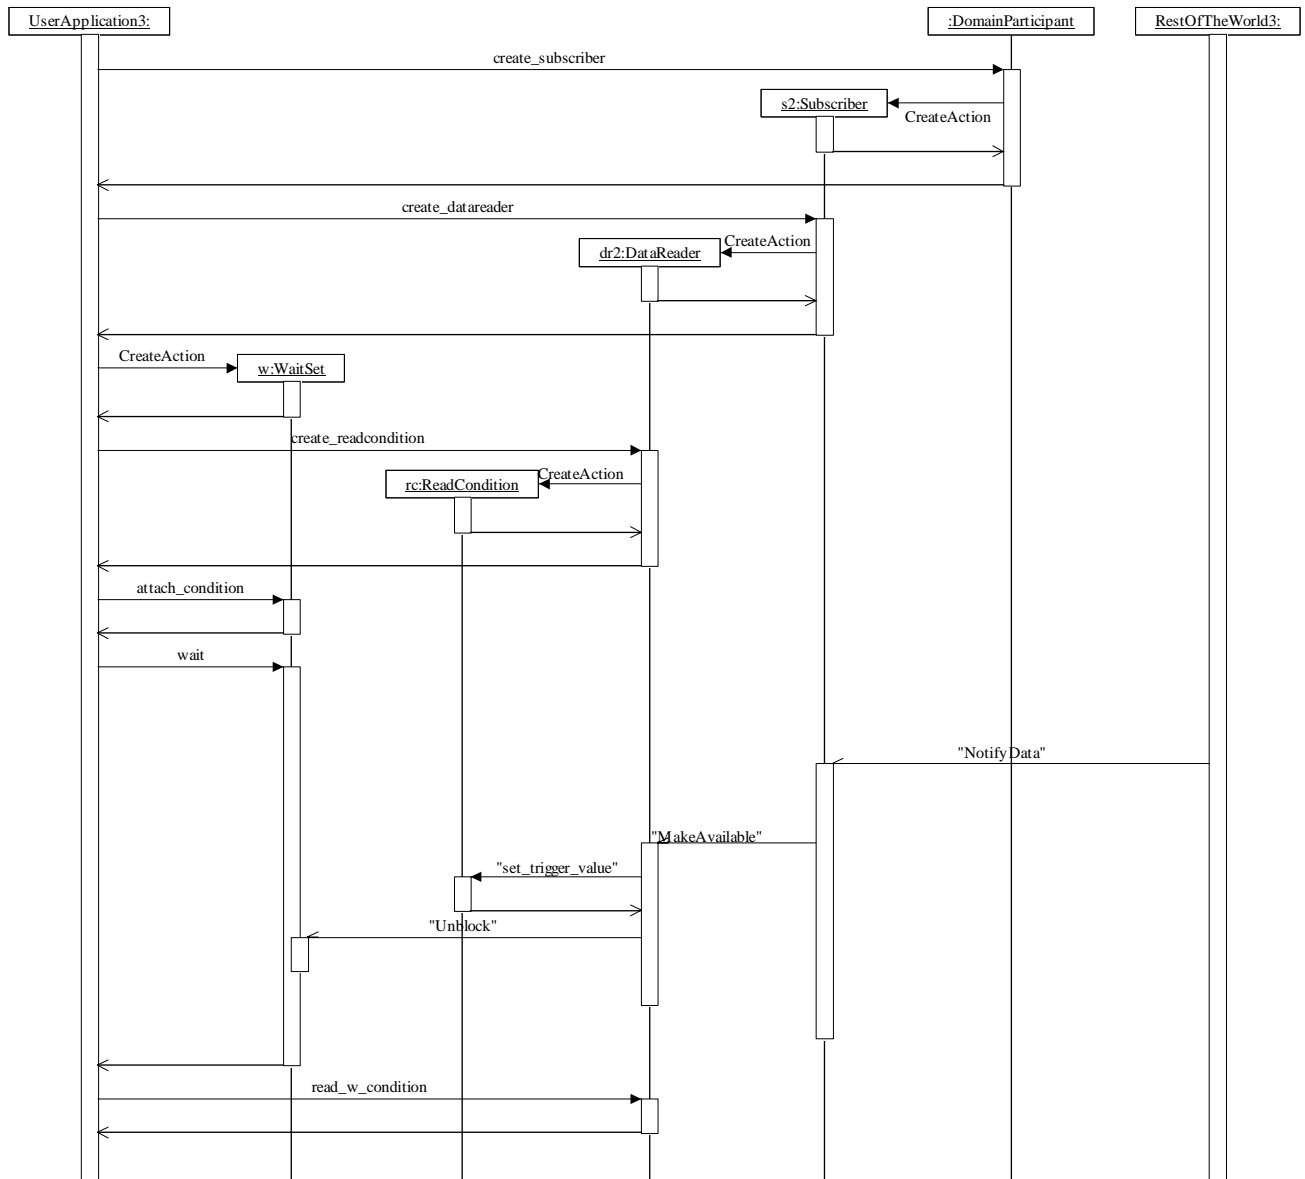 UserApplication3:
:DomainParticipant
RestOfTheWorld3:
create_subscriber
s2:Subscriber
CreateAction
create_datareader
CreateAction
dr2:DataReader
CreateAction
w:WaitSet
create_readcondition
CreateAction
rc:ReadCondition
attach_condition
wait
"NotifyData"
"MakeAvailable"
"set_trigger_value"
"Unblock"
read_w_condition